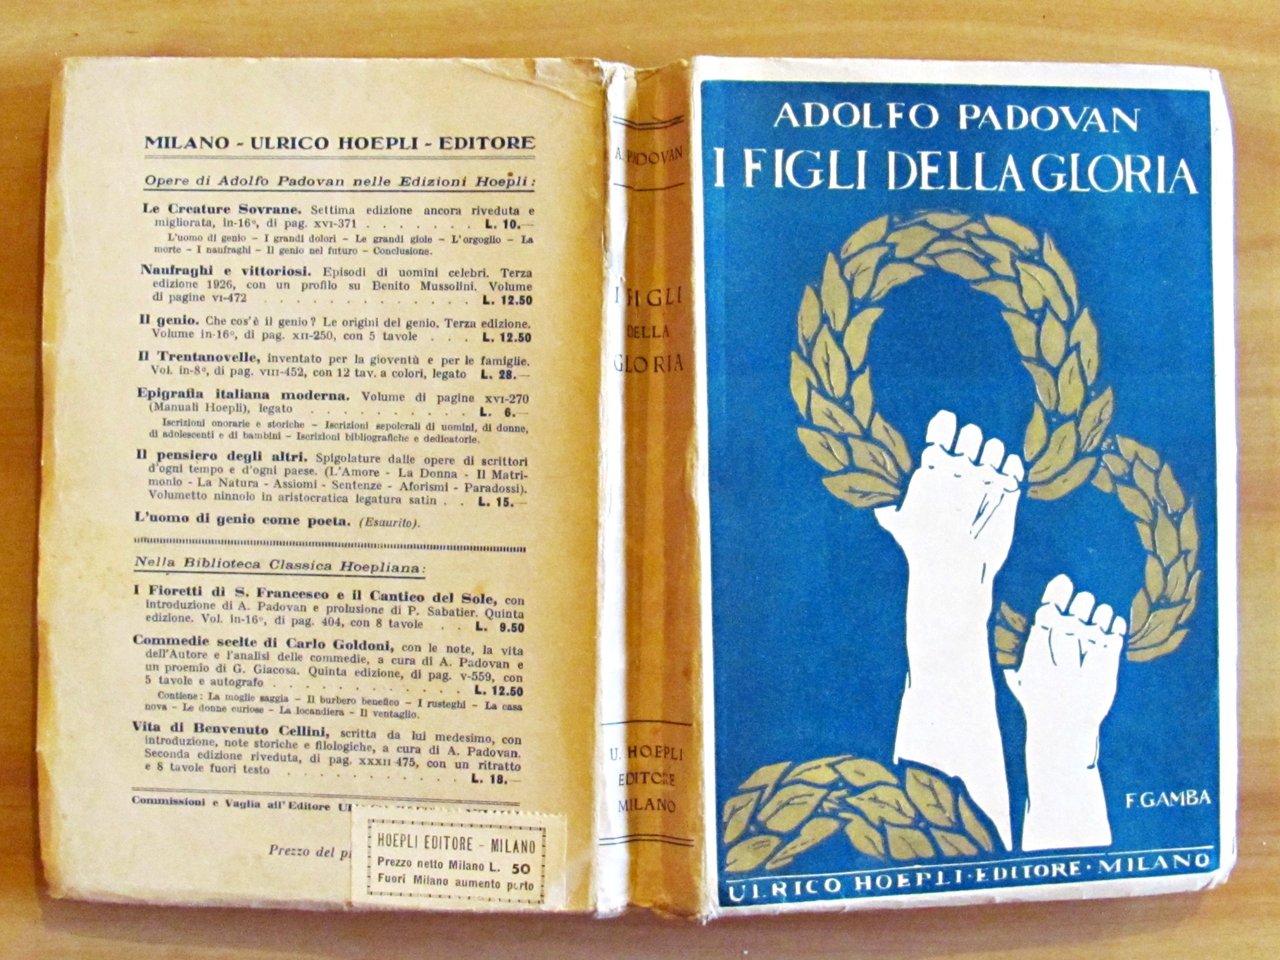 MILANO - ULRICO HOEPLI - EDITORE
Opere di Adolfo Padovan nelle Edizioni Hoepli:
Le Creature Sovrane. Settima edizione ancora riveduta e
migliorata, in-16º, di pag. XVI-371 . . . . . . . L. 10.—
L'uomo di genio – I grandi dolori – Le grandi gioie – L'orgoglio – La
morte – I naufraghi – Il genio nel futuro – Conclusione.
Naufraghi e vittoriosi. Episodi di uomini celebri. Terza
edizione 1926, con un profilo su Benito Mussolini. Volume
di pagine VI-472 . . . . . . . . . . . . L. 12.50
Il genio. Che cos'è il genio? Le origini del genio. Terza edizione.
Volume in-16º, di pag. XII-250, con 5 tavole . . . L. 12.50
Il Trentanovelle, inventato per la gioventù e per le famiglie.
Vol. in-8º, di pag. VIII-452, con 12 tav. a colori, legato L. 28.—
Epigrafia italiana moderna. Volume di pagine XVI-270
(Manuali Hoepli), legato . . . . . . . . . . L. 6.—
Iscrizioni onorarie e storiche – Iscrizioni sepolcrali di uomini, di donne,
di adolescenti e di bambini – Iscrizioni bibliografiche e dedicatorie.
Il pensiero degli altri. Spigolature dalle opere di scrittori
d'ogni tempo e d'ogni paese. (L'Amore - La Donna - Il Matri-
monio - La Natura - Assiomi - Sentenze - Aforismi - Paradossi).
Volumetto ninnolo in aristocratica legatura satin . . L. 15.—
L'uomo di genio come poeta. (Esaurito).
Nella Biblioteca Classica Hoepliana:
I Fioretti di S. Francesco e il Cantico del Sole, con
introduzione di A. Padovan e prolusione di P. Sabatier. Quinta
edizione. Vol. in-16º, di pag. 404, con 8 tavole . . L. 9.50
Commedie scelte di Carlo Goldoni, con le note, la vita
dell'Autore e l'analisi delle commedie, a cura di A. Padovan e
un proemio di G. Giacosa. Quinta edizione, di pag. V-559, con
5 tavole e autografo . . . . . . . . . . . L. 12.50
Contiene: La moglie saggia – Il burbero benefico – I rusteghi – La casa
nova – Le donne curiose – La locandiera – Il ventaglio.
Vita di Benvenuto Cellini, scritta da lui medesimo, con
introduzione, note storiche e filologiche, a cura di A. Padovan.
Seconda edizione riveduta, di pag. XXXII-475, con un ritratto
e 8 tavole fuori testo . . . . . . . . . . L. 18.—
Commissioni e Vaglia all'Editore
Prezzo del
HOEPLI EDITORE - MILANO
Prezzo netto Milano L. 50
Fuori Milano aumento porto
A. PADOVAN
I FIGLI
DELLA
GLORIA
U. HOEPLI
EDITORE
MILANO
ADOLFO PADOVAN
I FIGLI DELLA GLORIA
F. GAMBA
ULRICO HOEPLI · EDITORE · MILANO